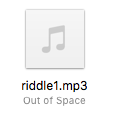 riddle1.mp3
Out of Space